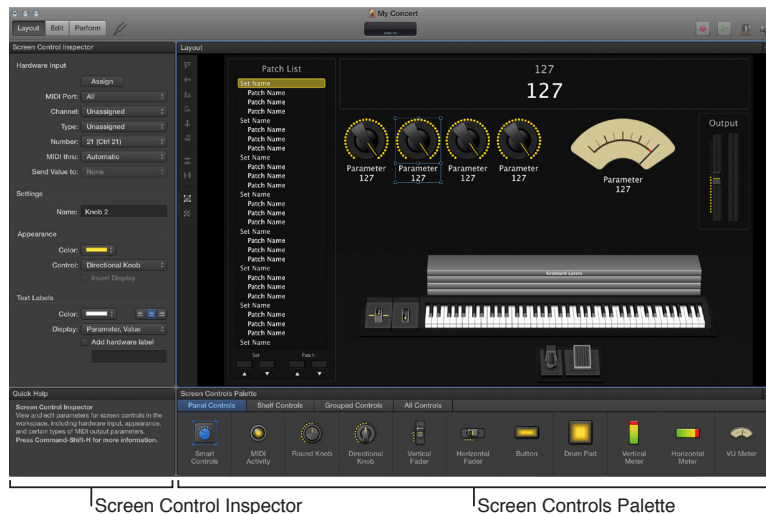 My Concert
Layout Edit Perform
Screen Control Inspector
Hardware Input
Assign
MIDI Port: All
Channel: Unassigned
Type: Unassigned
Number: 21 (Ctrl 21)
MIDI thru: Automatic
Send Value to: None
Settings
Name: Knob 2
Appearance
Color:
Control: Directional Knob
Invert Display
Text Labels
Color:
Display: Parameter, Value
Add hardware label
Quick Help
Screen Control Inspector
View and edit parameters for screen controls in the
workspace, including hardware input, appearance,
and certain types of MIDI output parameters.
Press Command-Shift-H for more information.
Layout
Patch List
Set Name
Patch Name
Patch Name
Patch Name
Set Name
Patch Name
Patch Name
Patch Name
Set Name
Patch Name
Patch Name
Patch Name
Set Name
Patch Name
Patch Name
Patch Name
Set Name
Patch Name
Patch Name
Patch Name
Set Name
Patch Name
Patch Name
Patch Name
Set Name
Patch Name
Patch Name
Patch Name
Set Name
Set Patch
127
127
Parameter
127
Parameter
127
Parameter
127
Parameter
127
Parameter
127
Output
Keyboard Layers
Screen Controls Palette
Panel Controls Shelf Controls Grouped Controls All Controls
Smart
Controls
MIDI
Activity
Round Knob
Directional
Knob
Vertical
Fader
Horizontal
Fader
Button
Drum Pad
Vertical
Meter
Horizontal
Meter
VU Meter
Screen Control Inspector
Screen Controls Palette